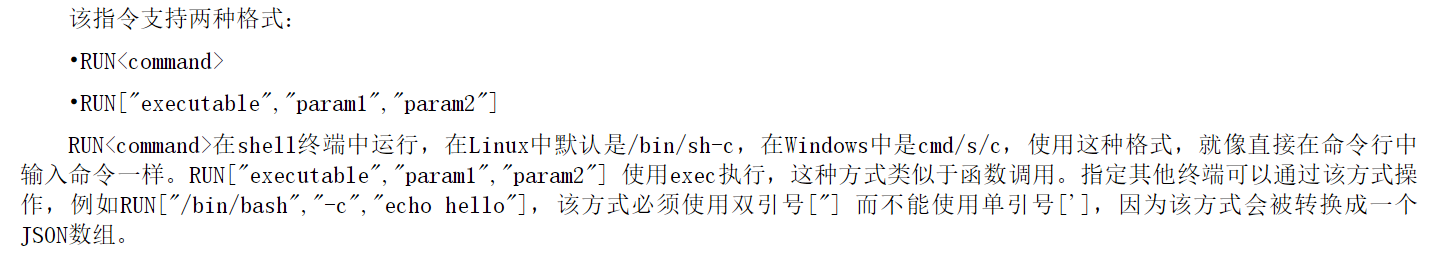 该指令支持两种格式：
•RUN<command>
•RUN["executable","param1","param2"]
RUN<command>在shell终端中运行，在Linux中默认是/bin/sh-c，在Windows中是cmd/s/c，使用这种格式，就像直接在命令行中
输入命令一样。RUN["executable","param1","param2"] 使用exec执行，这种方式类似于函数调用。指定其他终端可以通过该方式操
作，例如RUN["/bin/bash","-c","echo hello"]，该方式必须使用双引号["] 而不能使用单引号[']，因为该方式会被转换成一个
JSON数组。